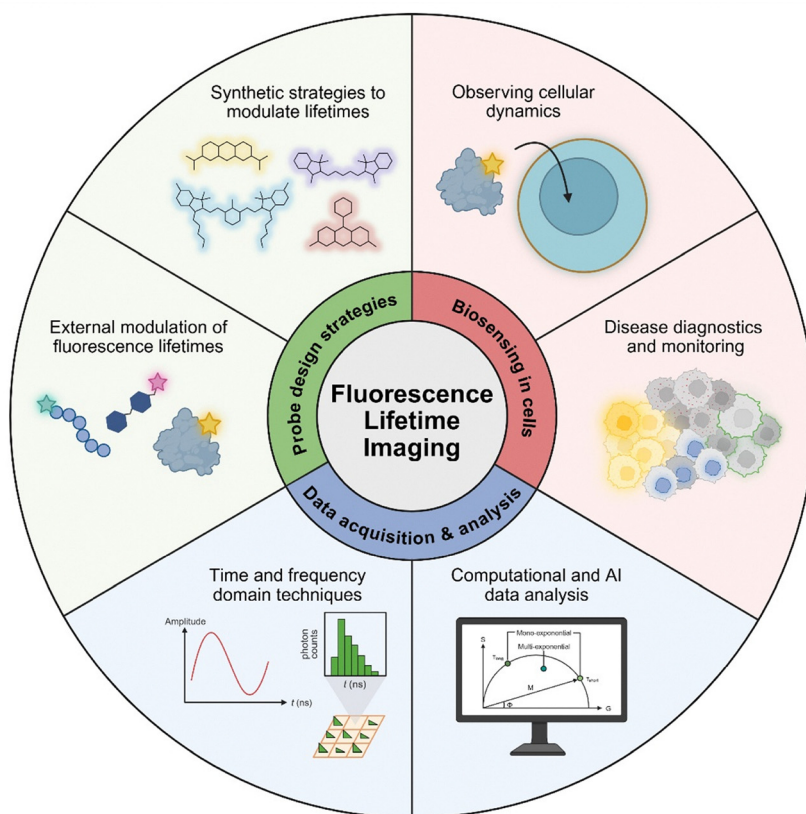 Synthetic strategies to
modulate lifetimes
Observing cellular
dynamics
External modulation of
fluorescence lifetimes
Disease diagnostics
and monitoring
Probe design strategies
Biosensing in cells
Fluorescence
Lifetime
Imaging
Data acquisition & analysis
Time and frequency
domain techniques
Amplitude
t (ns)
photon
counts
t (ns)
Computational and AI
data analysis
S
Mono-exponential
Multi-exponential
τlong
τshort
M
Φ
G